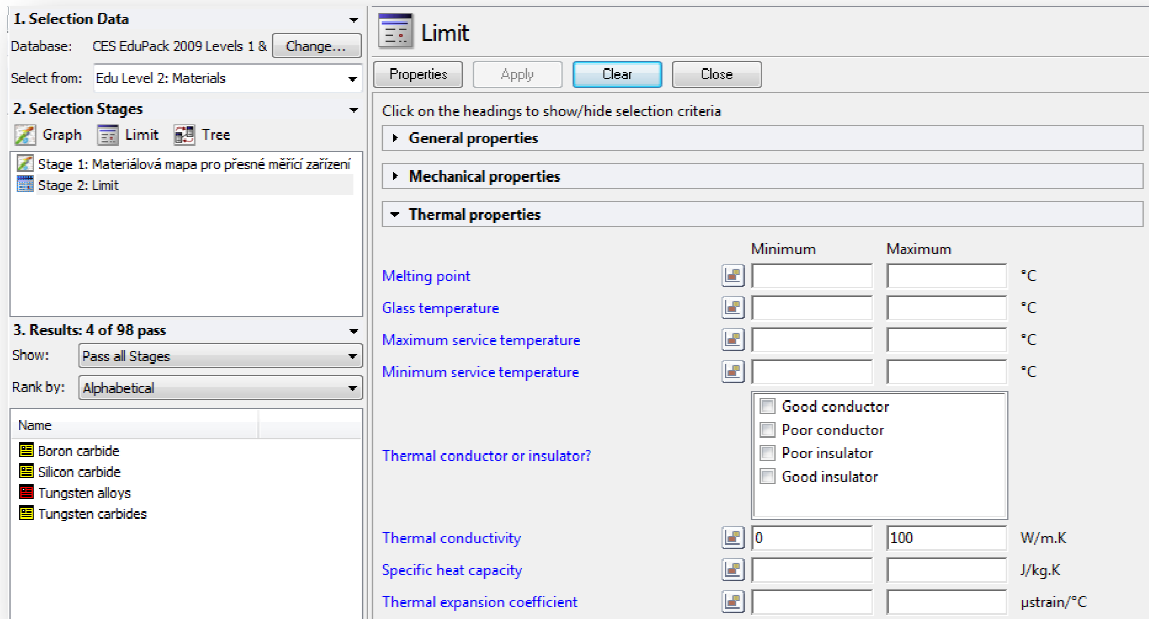 1. Selection Data
Database: CES EduPack 2009 Levels 1 & Change...
Select from: Edu Level 2: Materials
2. Selection Stages
Graph Limit Tree
Stage 1: Materiálová mapa pro přesné měřící zařízení
Stage 2: Limit
3. Results: 4 of 98 pass
Show: Pass all Stages
Rank by: Alphabetical
Name
Boron carbide
Silicon carbide
Tungsten alloys
Tungsten carbides
Limit
Properties Apply Clear Close
Click on the headings to show/hide selection criteria
General properties
Mechanical properties
Thermal properties
Minimum Maximum
Melting point °C
Glass temperature °C
Maximum service temperature °C
Minimum service temperature °C
Thermal conductor or insulator?
Good conductor
Poor conductor
Poor insulator
Good insulator
Thermal conductivity 0 100 W/m.K
Specific heat capacity J/kg.K
Thermal expansion coefficient µstrain/°C